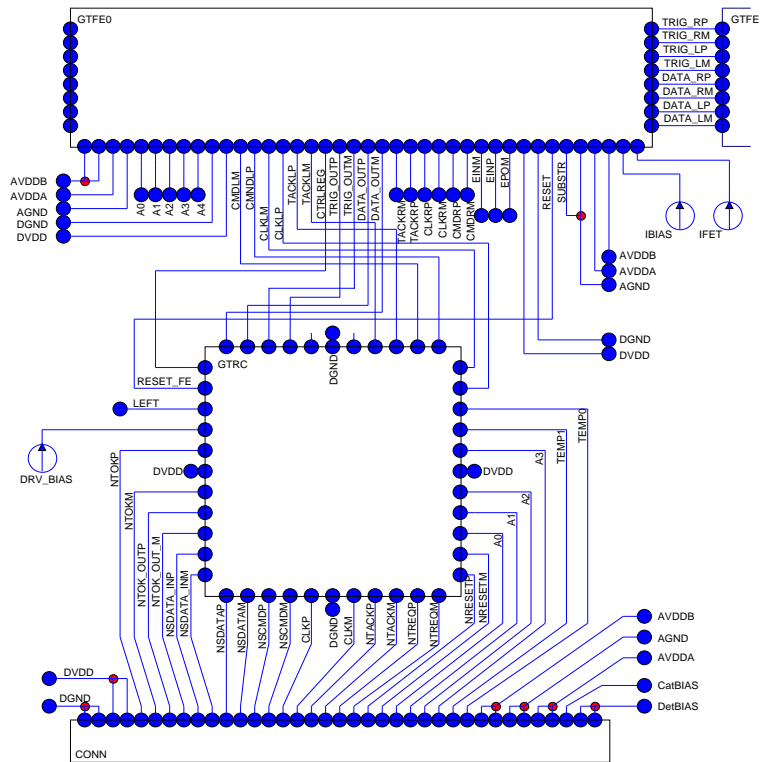 GTFE0
GTFE
TRIG_RP
TRIG_RM
TRIG_LP
TRIG_LM
DATA_RP
DATA_RM
DATA_LP
DATA_LM
AVDDB
AVDDA
AGND
DGND
DVDD
A0
A1
A2
A3
A4
CMDLM
CMNDLP
CLKLM
CLKLP
TACKLP
TACKLM
CTRLREG
TRIG_OUTP
TRIG_OUTM
DATA_OUTP
DATA_OUTM
TACKRM
TACKRP
CLKRP
CLKRM
CMDRP
CMDRM
EINM
EINP
EPOM
RESET
SUBSTR
IBIAS
IFET
AVDDB
AVDDA
AGND
DGND
DVDD
GTRC
DGND
RESET_FE
LEFT
DRV_BIAS
DVDD
DVDD
NTOKP
NTOKM
NTOK_OUTP
NTOK_OUT_M
NSDATA_INP
NSDATA_INM
NSDATAP
NSDATAM
NSCMDP
NSCMDM
CLKP
DGND
CLKM
NTACKP
NTACKM
NTREQP
NTREQM
NRESETP
NRESETM
A0
A1
A2
A3
TEMP1
TEMP0
DVDD
DGND
AVDDB
AGND
AVDDA
CatBIAS
DetBIAS
CONN